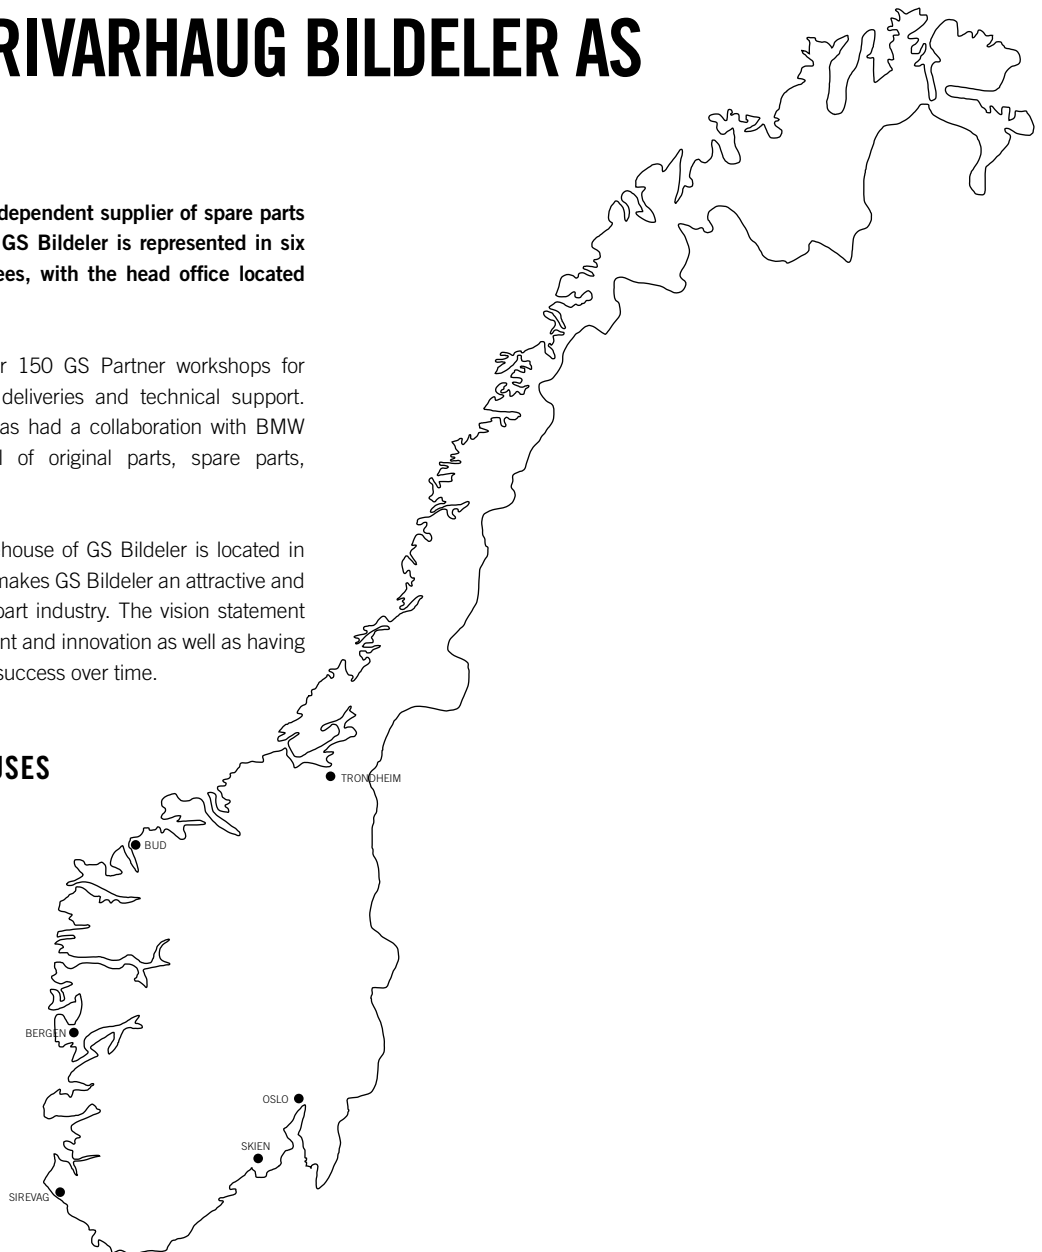 RIVARHAUG BILDELER AS
dependent supplier of spare parts
GS Bildeler is represented in six
ees, with the head office located
r 150 GS Partner workshops for
deliveries and technical support.
as had a collaboration with BMW
l of original parts, spare parts,
house of GS Bildeler is located in
makes GS Bildeler an attractive and
part industry. The vision statement
nt and innovation as well as having
success over time.
USES
TRONDHEIM
BUD
BERGEN
OSLO
SKIEN
SIREVAG